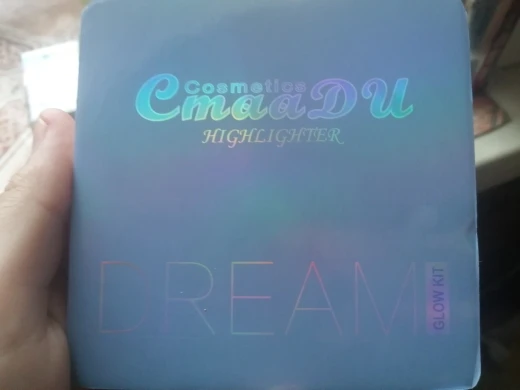 Cosmetics
CmaaDU
HIGHLIGHTER
DREAM
GLOW KIT